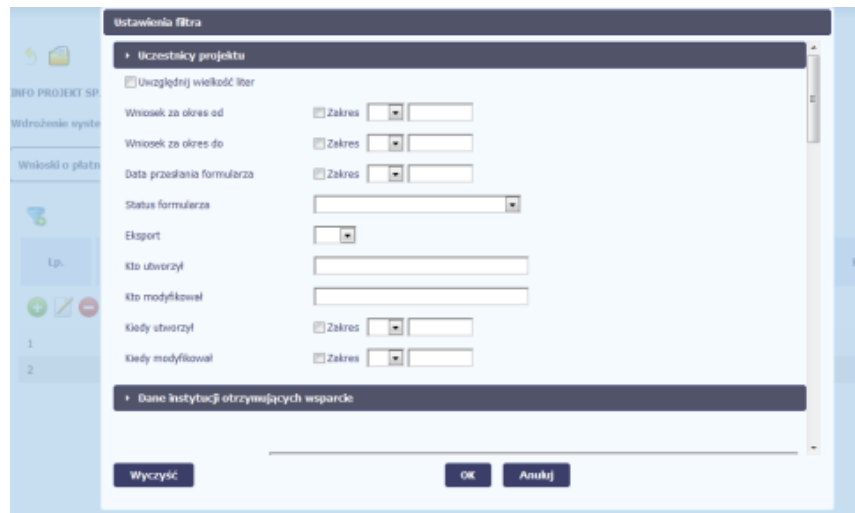 Ustawienia filtra
Uczestnicy projektu
Uwzględnij wielkość liter
INFO PROJEKT SP
Wniosek za okres od Zakres
Wdrożenie syste
Wniosek za okres do Zakres
Wnioski o płatn
Data przesłania formularza Zakres
Status formularza
Eksport
Lp.
Kto utworzył
Kto modyfikował
Kiedy utworzył Zakres
1
Kiedy modyfikował Zakres
2
Dane instytucji otrzymujących wsparcie
Wyczyść OK Anuluj